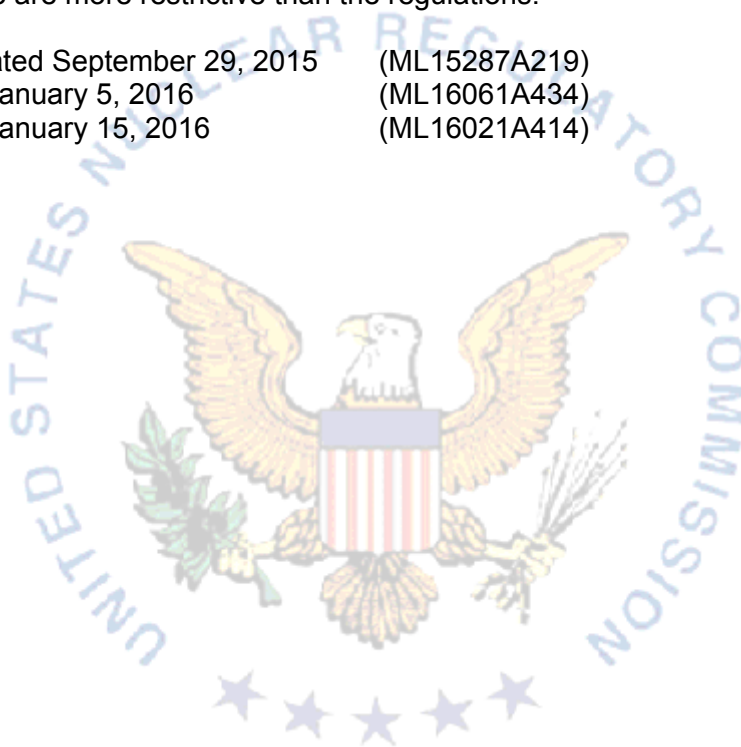 are more restrictive than the regulations.
ated September 29, 2015 (ML15287A219)
anuary 5, 2016 (ML16061A434)
anuary 15, 2016 (ML16021A414)
UNITED STATES NUCLEAR REGULATORY COMMISSION